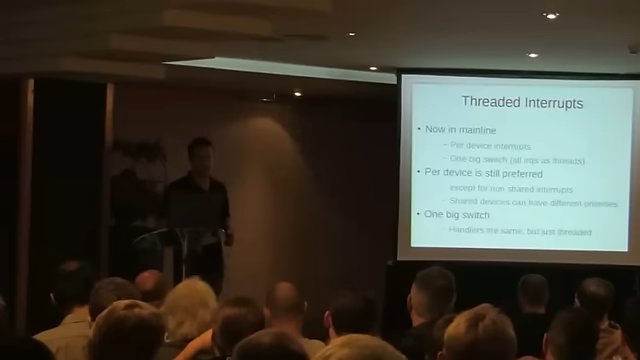 Threaded Interrupts
• Now in mainline
– Per device interrupts
– One big switch (all irqs as threads)
• Per device is still preferred
except for non shared interrupts
– Shared devices can have different priorities
• One big switch
– Handlers the same, but just threaded